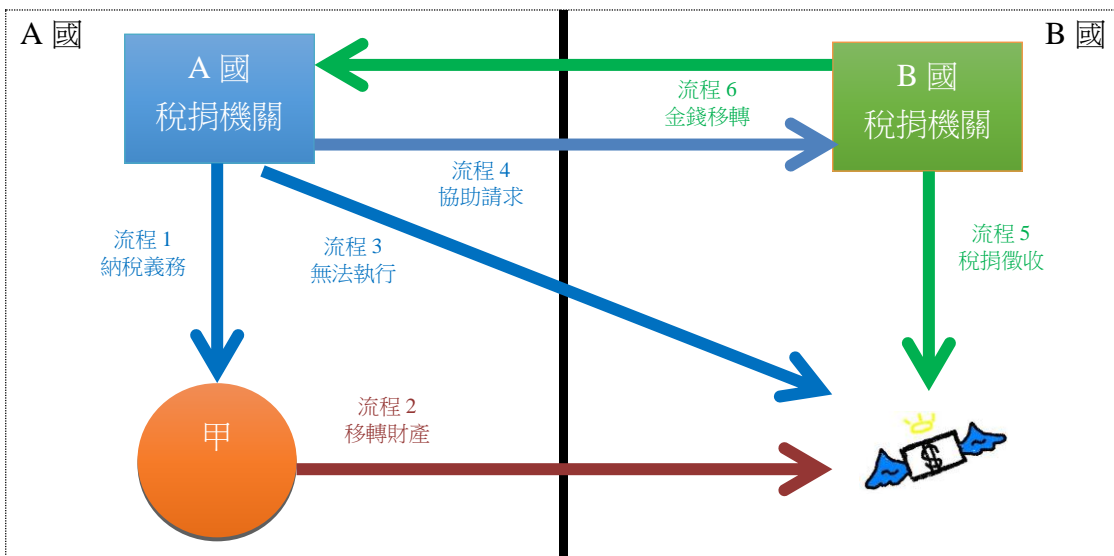 A 國
B 國
A 國
稅捐機關
B 國
稅捐機關
流程 6
金錢移轉
流程 4
協助請求
流程 1
納稅義務
流程 3
無法執行
流程 5
稅捐徵收
甲
流程 2
移轉財產
$